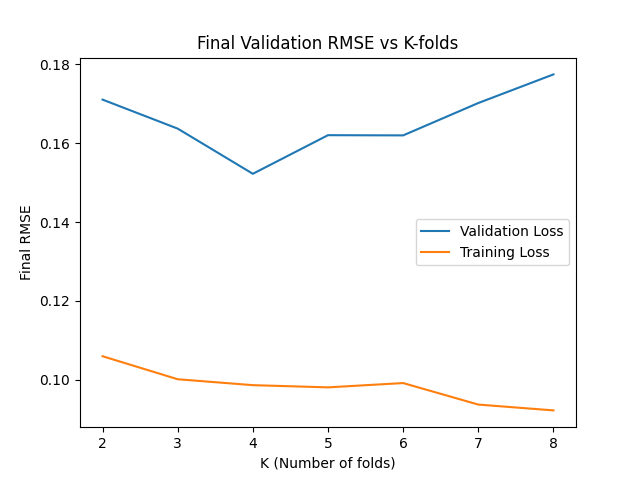 Final Validation RMSE vs K-folds
0.18
0.16
0.14
0.12
0.10
Final RMSE
Validation Loss
Training Loss
2 3 4 5 6 7 8
K (Number of folds)